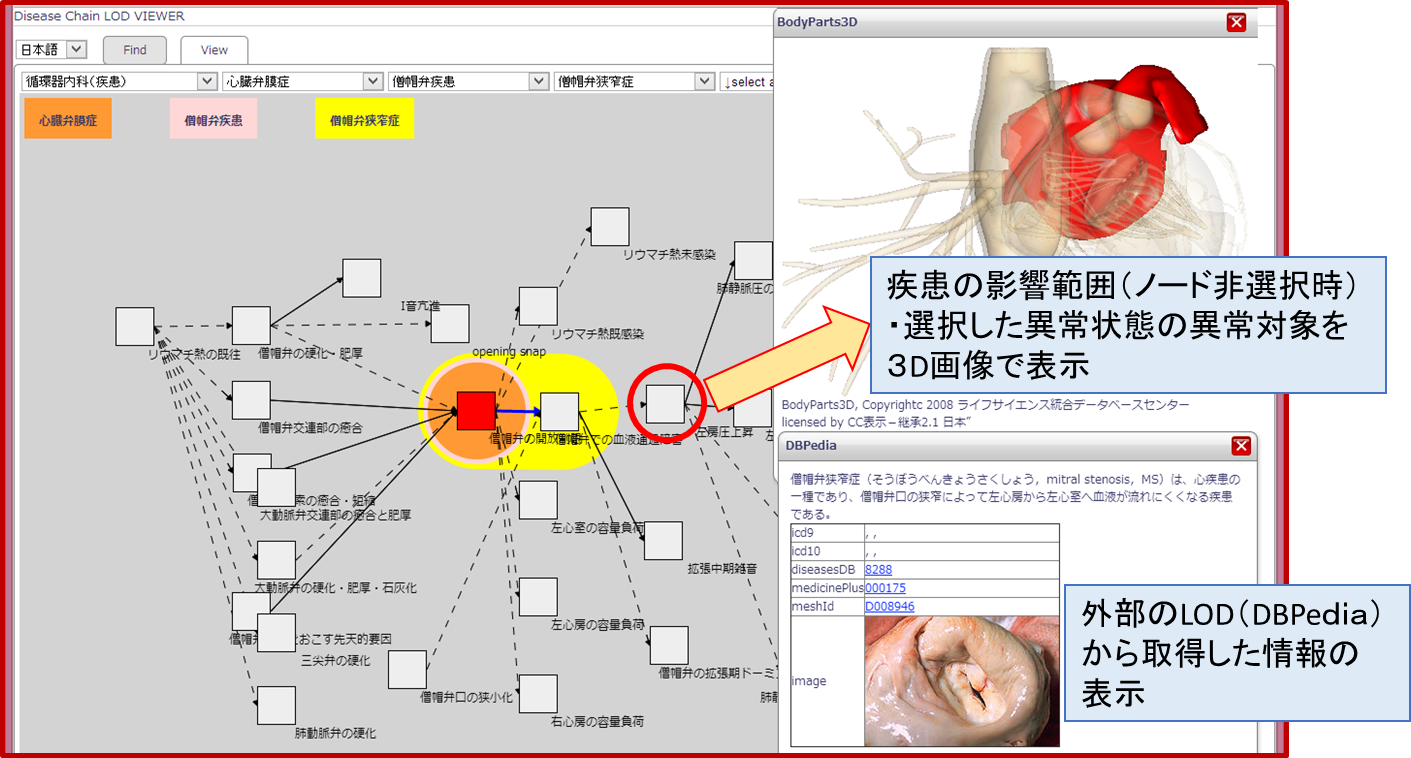 Disease Chain LOD VIEWER
日本語
Find
View
循環器内科(疾患)
心臓弁膜症
僧帽弁疾患
僧帽弁狭窄症
↓select a
心臓弁膜症
僧帽弁疾患
僧帽弁狭窄症
リウマチ熱未感染
肺静脈圧の
I音亢進
リウマチ熱既感染
リウマチ熱の既往
僧帽弁の硬化・肥厚
opening snap
僧帽弁交連部の癒合
僧帽弁の開放
での血液通過障害
左房圧上昇
索の癒合・短縮
大動脈弁交連部の癒合と肥厚
左心室の容量負荷
拡張中期雑音
大動脈弁の硬化・肥厚・石灰化
左心房の容量負荷
おこす先天的要因
三尖弁の硬化
僧帽弁の拡張期ドーミ
僧帽弁口の狭小化
右心房の容量負荷
肺動脈弁の硬化
BodyParts3D
疾患の影響範囲(ノード非選択時)
・選択した異常状態の異常対象を
3D画像で表示
BodyParts3D, Copyrightc 2008 ライフサイエンス統合データベースセンター
licensed by CC表示－継承2.1 日本"
DBPedia
僧帽弁狭窄症（そうぼうべんきょうさくしょう，mitral stenosis，MS）は、心疾患の
一種であり、僧帽弁口の狭窄によって左心房から左心室へ血液が流れにくくなる疾患
である。
icd9 , ,
icd10 , ,
diseasesDB 8288
medicinePlus 000175
meshId D008946
image
外部のLOD(DBPedia)
から取得した情報の
表示